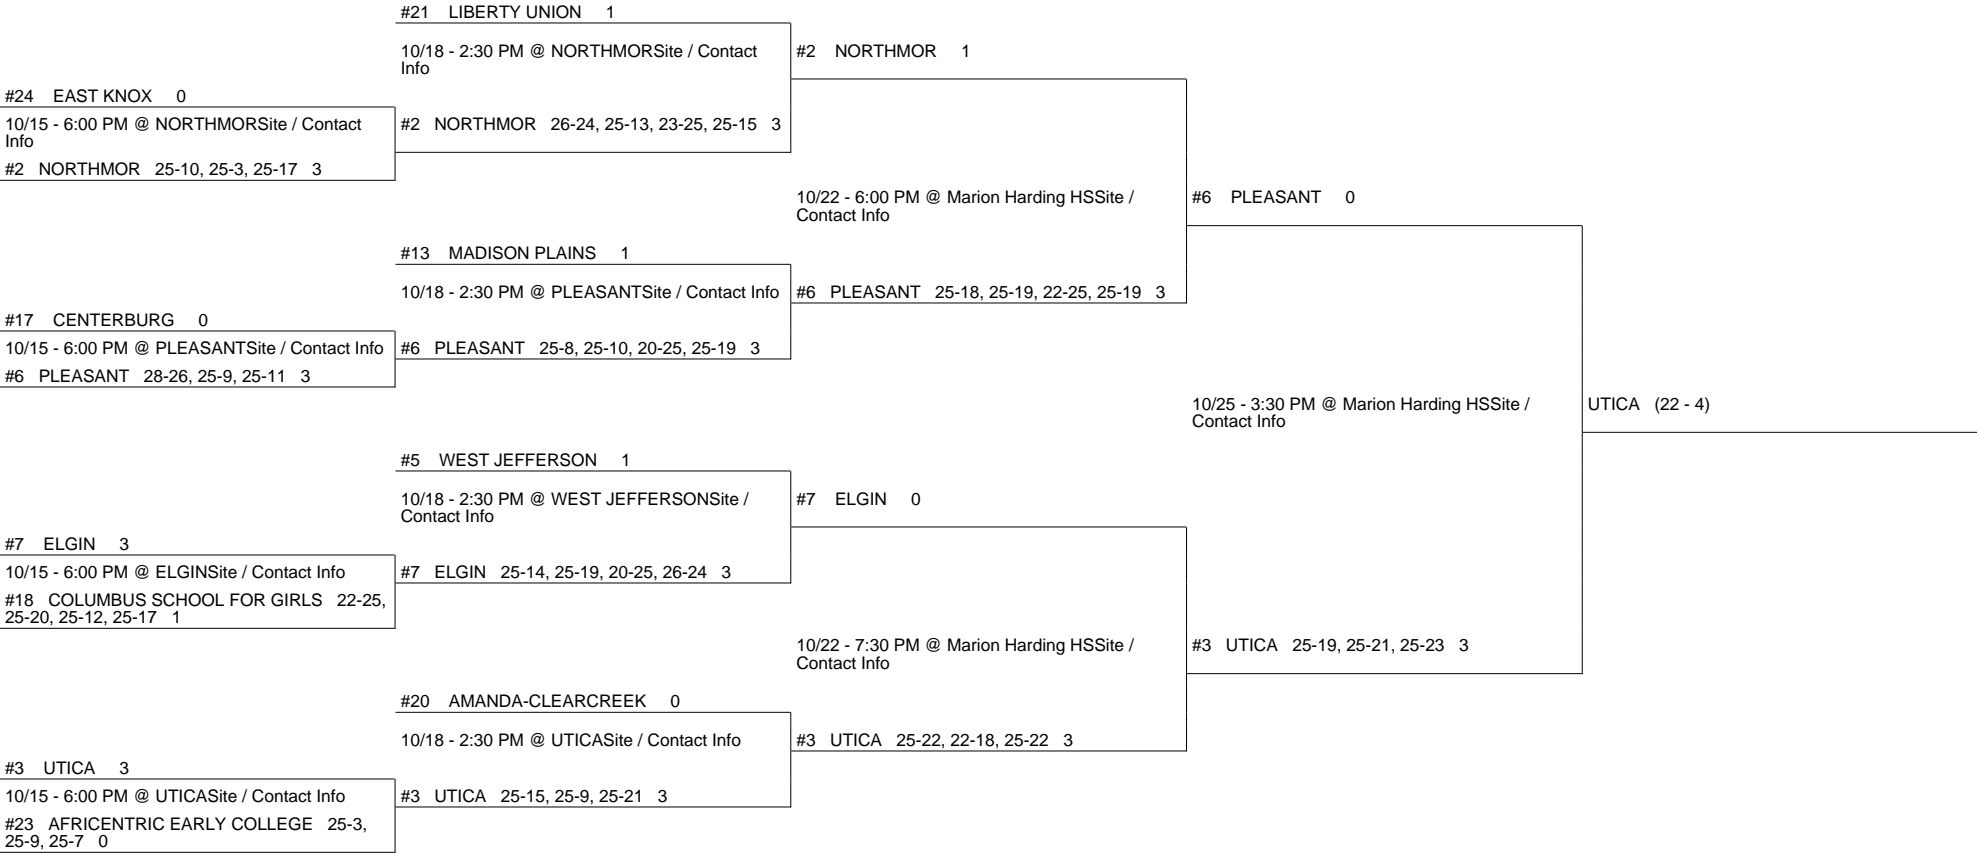 #21 LIBERTY UNION 1
10/18 - 2:30 PM @ NORTHMORSite / Contact
Info
#2 NORTHMOR 1
#24 EAST KNOX 0
10/15 - 6:00 PM @ NORTHMORSite / Contact
Info
#2 NORTHMOR 26-24, 25-13, 23-25, 25-15 3
#2 NORTHMOR 25-10, 25-3, 25-17 3
10/22 - 6:00 PM @ Marion Harding HSSite /
Contact Info
#6 PLEASANT 0
#13 MADISON PLAINS 1
10/18 - 2:30 PM @ PLEASANTSite / Contact Info
#6 PLEASANT 25-18, 25-19, 22-25, 25-19 3
#17 CENTERBURG 0
10/15 - 6:00 PM @ PLEASANTSite / Contact Info
#6 PLEASANT 25-8, 25-10, 20-25, 25-19 3
#6 PLEASANT 28-26, 25-9, 25-11 3
10/25 - 3:30 PM @ Marion Harding HSSite /
Contact Info
UTICA (22 - 4)
#5 WEST JEFFERSON 1
10/18 - 2:30 PM @ WEST JEFFERSONSite /
Contact Info
#7 ELGIN 0
#7 ELGIN 3
10/15 - 6:00 PM @ ELGINSite / Contact Info
#7 ELGIN 25-14, 25-19, 20-25, 26-24 3
#18 COLUMBUS SCHOOL FOR GIRLS 22-25,
25-20, 25-12, 25-17 1
10/22 - 7:30 PM @ Marion Harding HSSite /
Contact Info
#3 UTICA 25-19, 25-21, 25-23 3
#20 AMANDA-CLEARCREEK 0
10/18 - 2:30 PM @ UTICASite / Contact Info
#3 UTICA 25-22, 22-18, 25-22 3
#3 UTICA 3
10/15 - 6:00 PM @ UTICASite / Contact Info
#3 UTICA 25-15, 25-9, 25-21 3
#23 AFRICENTRIC EARLY COLLEGE 25-3,
25-9, 25-7 0